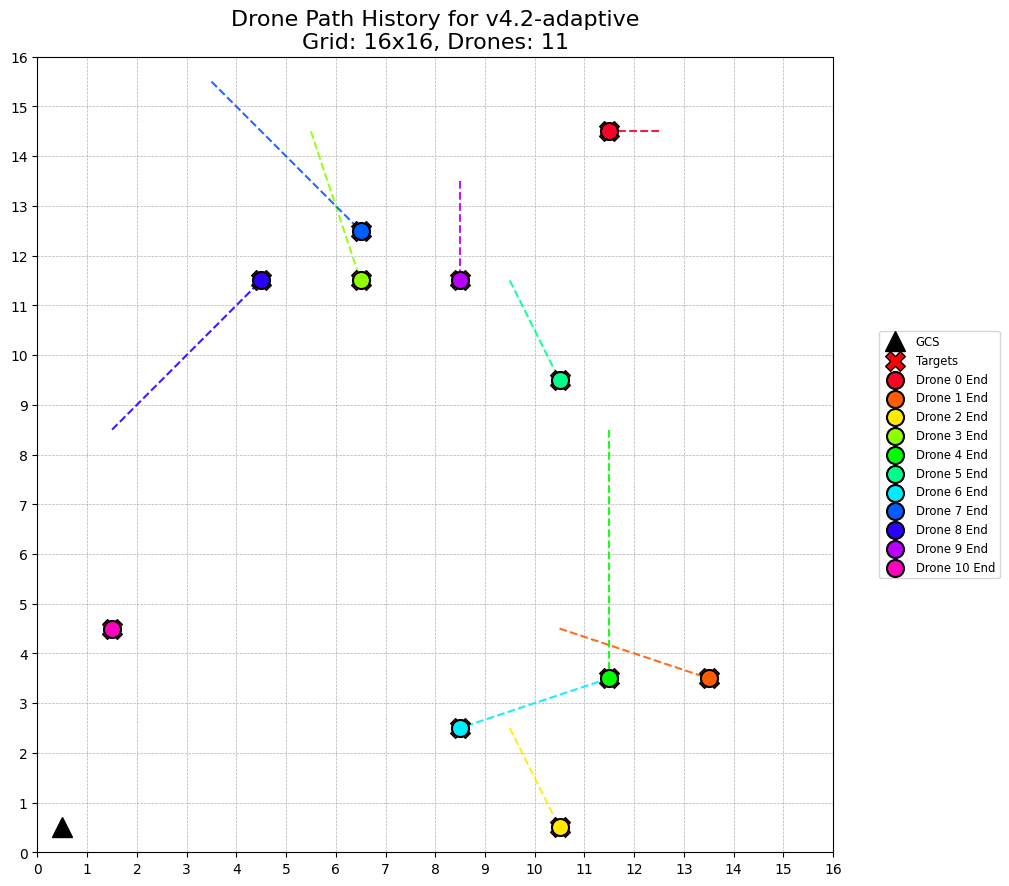 Drone Path History for v4.2-adaptive
Grid: 16x16, Drones: 11
16
15
14
13
12
11
10
9
8
7
6
5
4
3
2
1
0
0 1 2 3 4 5 6 7 8 9 10 11 12 13 14 15 16
GCS
Targets
Drone 0 End
Drone 1 End
Drone 2 End
Drone 3 End
Drone 4 End
Drone 5 End
Drone 6 End
Drone 7 End
Drone 8 End
Drone 9 End
Drone 10 End